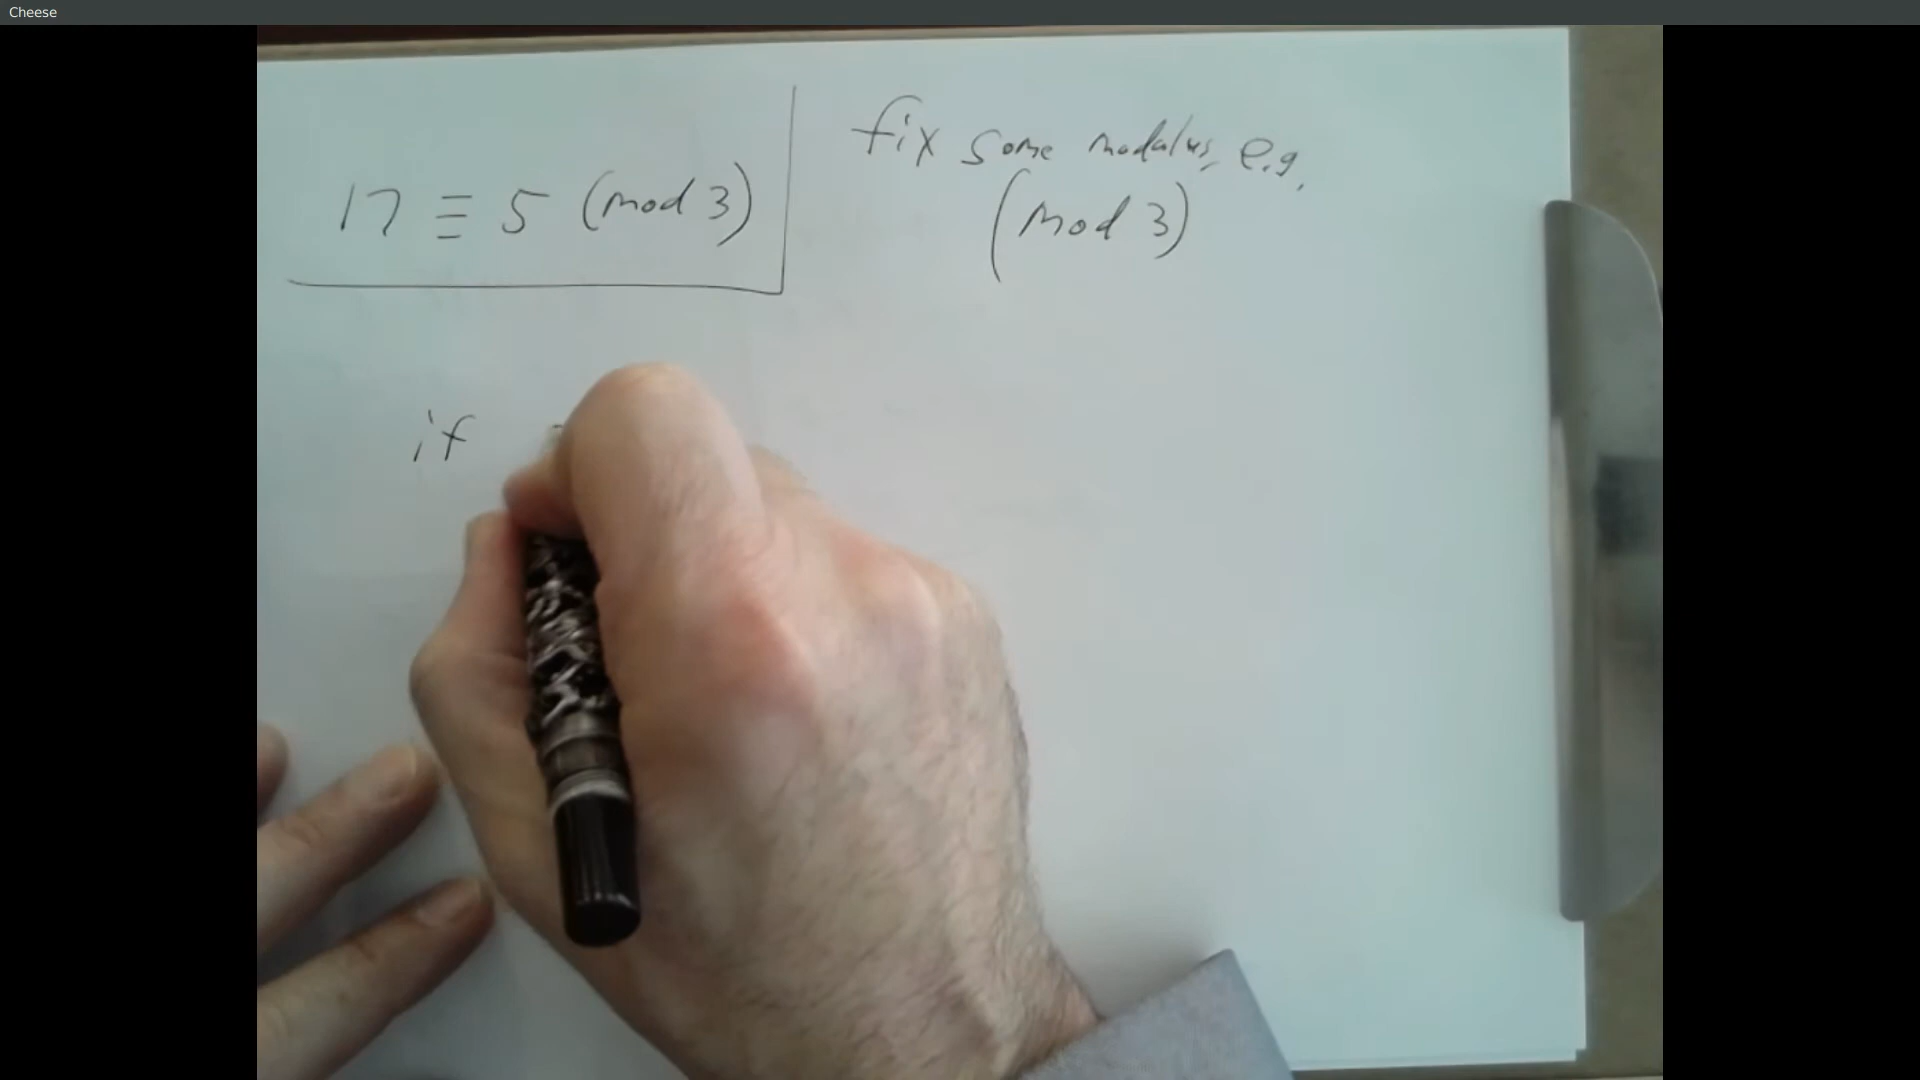 Cheese
17 ≡ 5 (mod 3)
fix some modulus, e.g.
(mod 3)
if